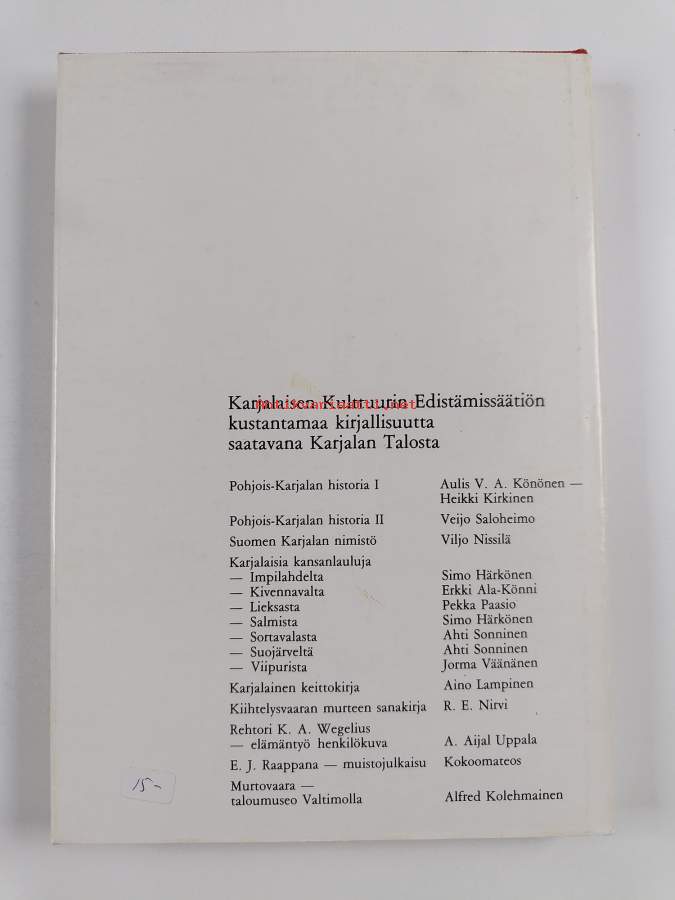 Karjalaisen Kulttuurin Edistämissäätiön
Antikvariaatti.net
kustantamaa kirjallisuutta
saatavana Karjalan Talosta
Pohjois-Karjalan historia I Aulis V. A. Könönen —
Heikki Kirkinen
Pohjois-Karjalan historia II Veijo Saloheimo
Suomen Karjalan nimistö Viljo Nissilä
Karjalaisia kansanlauluja
— Impilahdelta Simo Härkönen
— Kivennavalta Erkki Ala-Könni
— Lieksasta Pekka Paasio
— Salmista Simo Härkönen
— Sortavalasta Ahti Sonninen
— Suojärveltä Ahti Sonninen
— Viipurista Jorma Väänänen
Karjalainen keittokirja Aino Lampinen
Kiihtelysvaaran murteen sanakirja R. E. Nirvi
Rehtori K. A. Wegelius
— elämäntyö henkilökuva A. Aijal Uppala
E. J. Raappana — muistojulkaisu Kokoomateos
Murtovaara —
taloumuseo Valtimolla Alfred Kolehmainen
15-